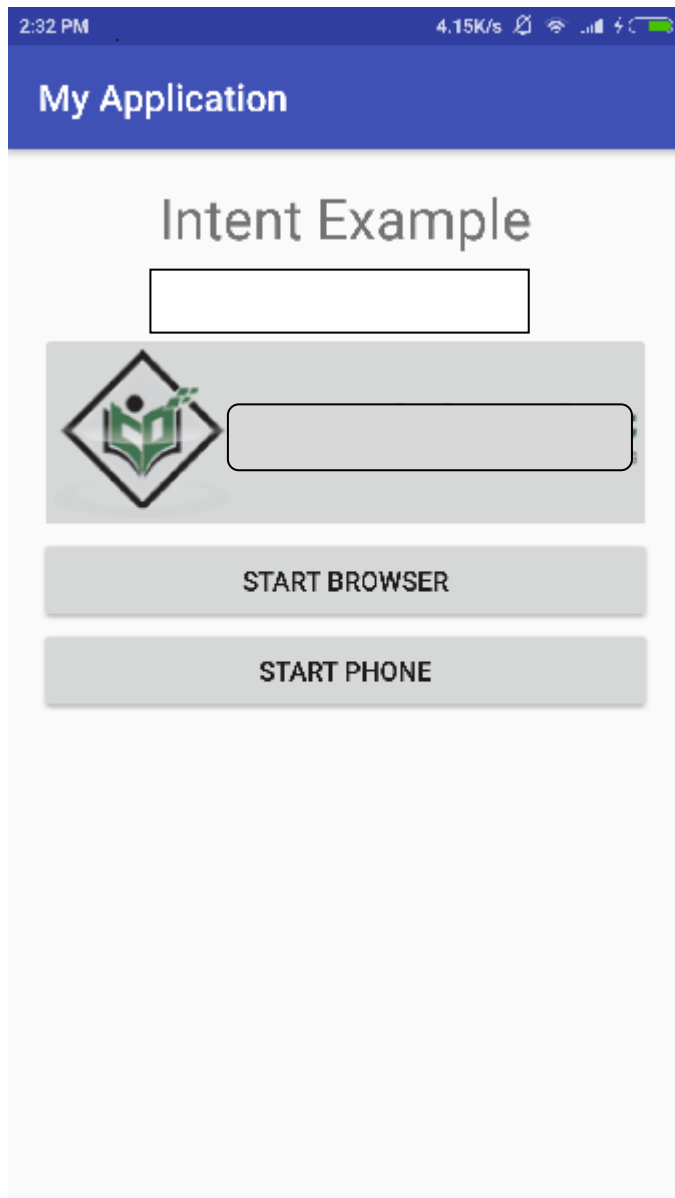 2:32 PM 4.15K/s
My Application
Intent Example
START BROWSER
START PHONE